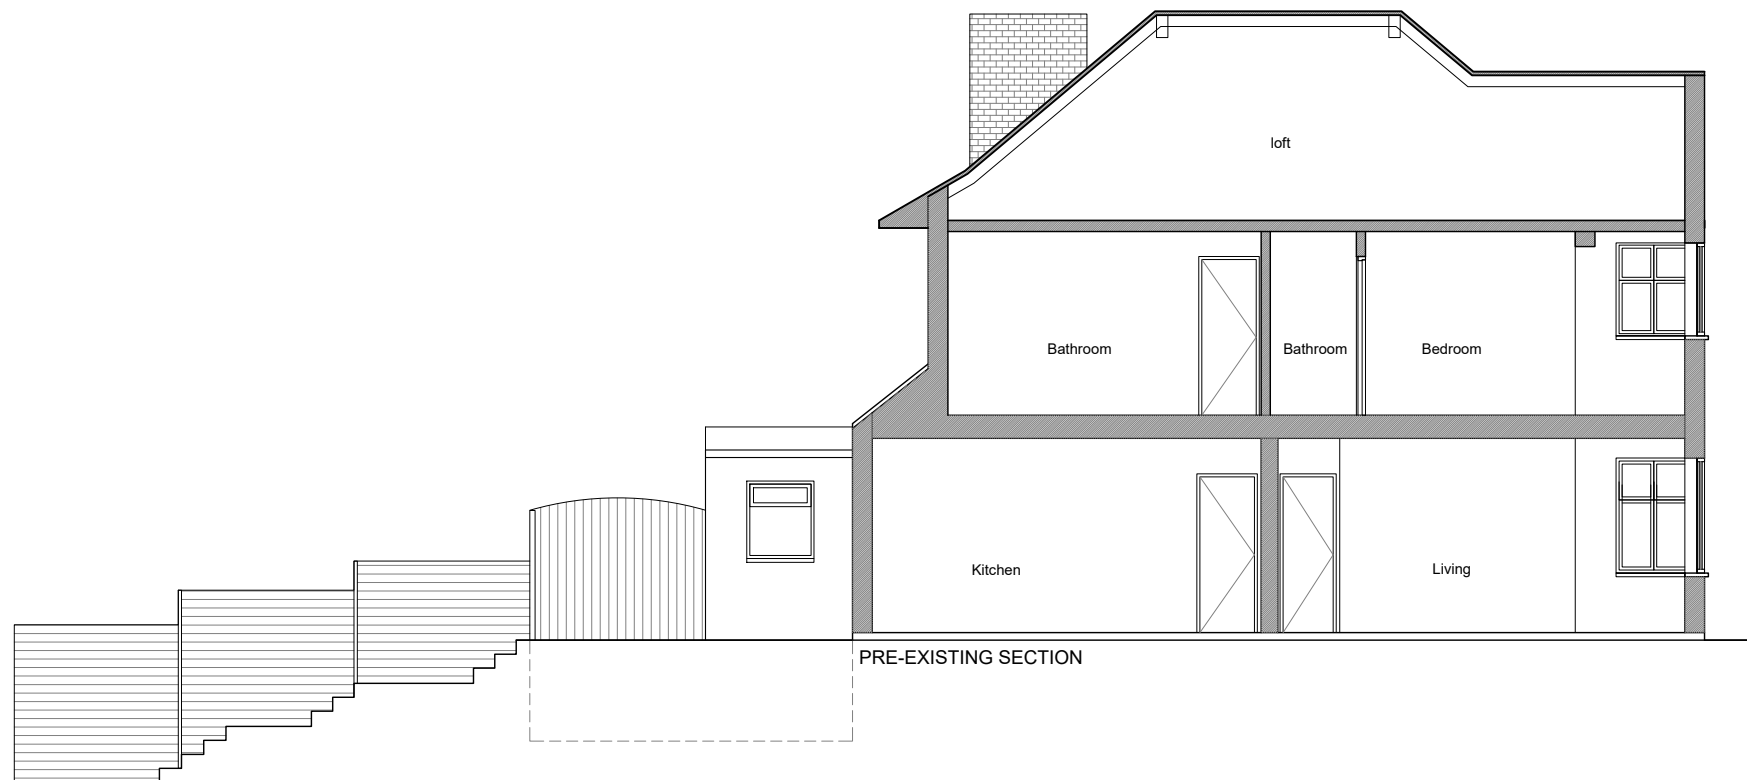 loft
Bathroom
Bathroom
Bedroom
Kitchen
Living
PRE-EXISTING SECTION